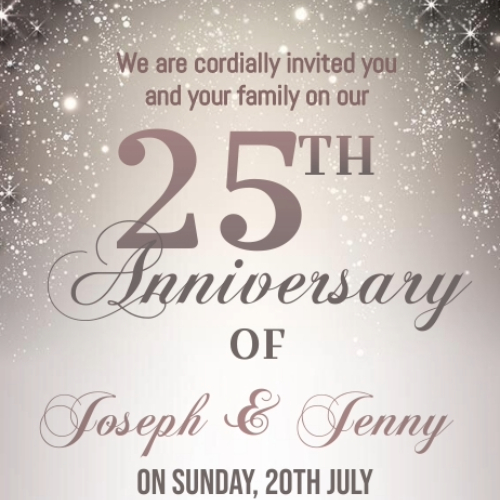 We are cordially invited you
and your family on our
25TH
Anniversary
OF
Joseph & Jenny
ON SUNDAY, 20TH JULY